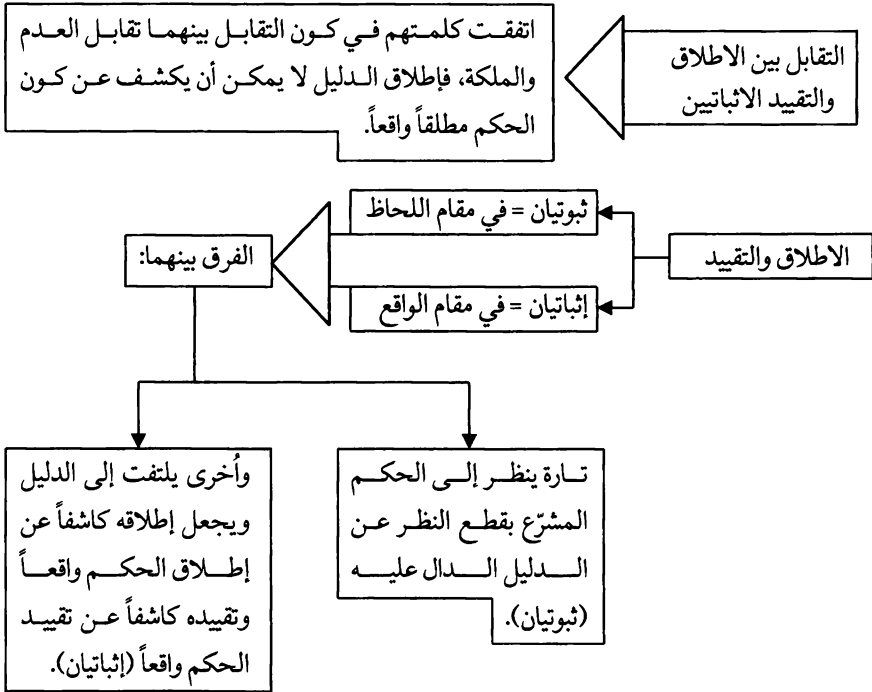 التقابل بين الاطلاق
والتقييد الاثباتيين
اتفقت كلمتهم في كون التقابل بينهما تقابل العدم
والملكة، فإطلاق الدليل لا يمكن أن يكشف عن كون
الحكم مطلقاً واقعاً.
الاطلاق والتقييد
ثبوتيان = في مقام اللحاظ
إثباتيان = في مقام الواقع
الفرق بينهما:
تارة ينظر إلى الحكم
المشرّع بقطع النظر عن
الدليل الدال عليه
(ثبوتيان).
واُخرى يلتفت إلى الدليل
ويجعل إطلاقه كاشفاً عن
إطلاق الحكم واقعاً
وتقييده كاشفاً عن تقييد
الحكم واقعاً (إثباتيان).